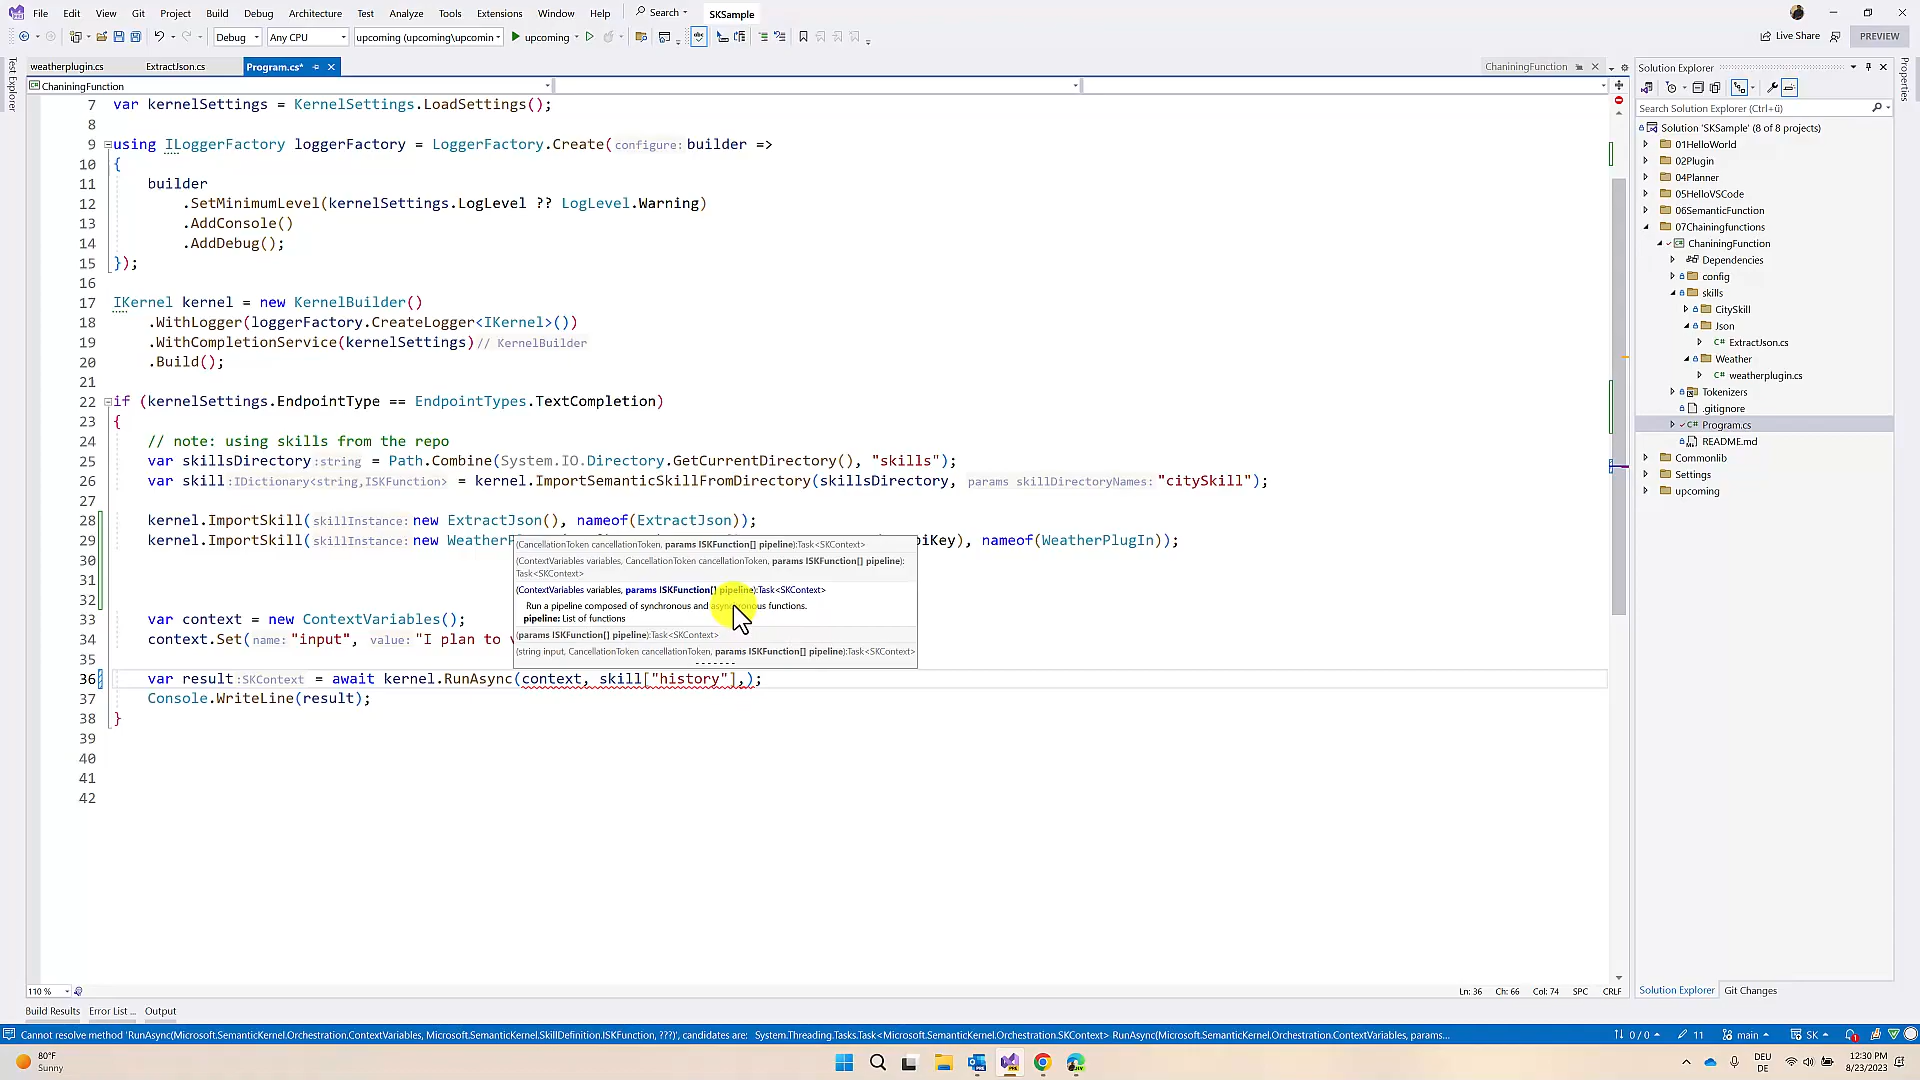 File Edit View Git Project Build Debug Architecture Test Analyze Tools Extensions Window Help Search SKSample
Debug Any CPU upcoming (upcoming\upcomin upcoming Live Share PREVIEW
weatherplugin.cs ExtractJson.cs Program.cs* ChaniningFunction
ChaniningFunction
Test Explorer
7 var kernelSettings = KernelSettings.LoadSettings();
8
9 using ILoggerFactory loggerFactory = LoggerFactory.Create(configure: builder =>
10 {
11 builder
12 .SetMinimumLevel(kernelSettings.LogLevel ?? LogLevel.Warning)
13 .AddConsole()
14 .AddDebug();
15 });
16
17 IKernel kernel = new KernelBuilder()
18 .WithLogger(loggerFactory.CreateLogger<IKernel>())
19 .WithCompletionService(kernelSettings) // KernelBuilder
20 .Build();
21
22 if (kernelSettings.EndpointType == EndpointTypes.TextCompletion)
23 {
24 // note: using skills from the repo
25 var skillsDirectory:string = Path.Combine(System.IO.Directory.GetCurrentDirectory(), "skills");
26 var skill:IDictionary<string,ISKFunction> = kernel.ImportSemanticSkillFromDirectory(skillsDirectory, params skillDirectoryNames: "citySkill");
27
28 kernel.ImportSkill(skillInstance: new ExtractJson(), nameof(ExtractJson));
29 kernel.ImportSkill(skillInstance: new WeatherP piKey), nameof(WeatherPlugIn));
30
31
32
(CancellationToken cancellationToken, params ISKFunction[] pipeline):Task<SKContext>
(ContextVariables variables, CancellationToken cancellationToken, params ISKFunction[] pipeline):
Task<SKContext>
(ContextVariables variables, params ISKFunction[] pipeline):Task<SKContext>
Run a pipeline composed of synchronous and asynchronous functions.
pipeline: List of functions
(params ISKFunction[] pipeline):Task<SKContext>
(string input, CancellationToken cancellationToken, params ISKFunction[] pipeline):Task<SKContext>
33 var context = new ContextVariables();
34 context.Set(name: "input", value: "I plan to
35
36 var result:SKContext = await kernel.RunAsync(context, skill["history"],);
37 Console.WriteLine(result);
38 }
39
40
41
42
110 % Ln: 36 Ch: 66 Col: 74 SPC CRLF
Solution Explorer
Search Solution Explorer (Ctrl+ü)
Solution 'SKSample' (8 of 8 projects)
01HelloWorld
02Plugin
04Planner
05HelloVSCode
06SemanticFunction
07Chainingfunctions
ChaniningFunction
Dependencies
config
skills
CitySkill
Json
C# ExtractJson.cs
Weather
C# weatherplugin.cs
Tokenizers
.gitignore
C# Program.cs
README.md
Commonlib
Settings
upcoming
Properties
Solution Explorer Git Changes
Build Results Error List ... Output
Cannot resolve method 'RunAsync(Microsoft.SemanticKernel.Orchestration.ContextVariables, Microsoft.SemanticKernel.SkillDefinition.ISKFunction, ???)', candidates are: System.Threading.Tasks.Task<Microsoft.SemanticKernel.Orchestration.SKContext> RunAsync(Microsoft.SemanticKernel.Orchestration.ContextVariables, params... 0 / 0 11 main SK
80°F
Sunny
DEU
DE
12:30 PM
8/23/2023